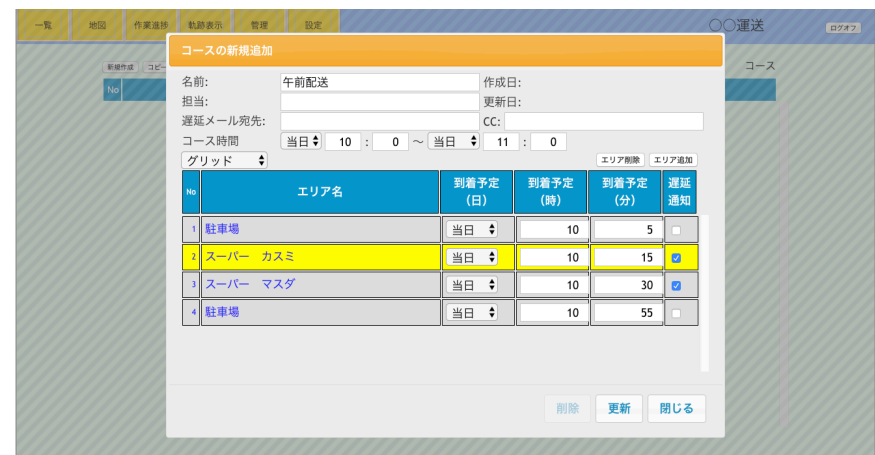 一覧 地図 作業進捗 軌跡表示 管理 設定 〇〇運送 ログオフ
コースの新規追加
新規作成 コピー コース
No
名前: 午前配送 作成日:
担当: 更新日:
遅延メール宛先: CC:
コース時間 当日 10 : 0 ～ 当日 11 : 0
グリッド エリア削除 エリア追加
No エリア名 到着予定（日） 到着予定（時） 到着予定（分） 遅延通知
1 駐車場 当日 10 5
2 スーパー カスミ 当日 10 15
3 スーパー マスダ 当日 10 30
4 駐車場 当日 10 55
削除 更新 閉じる